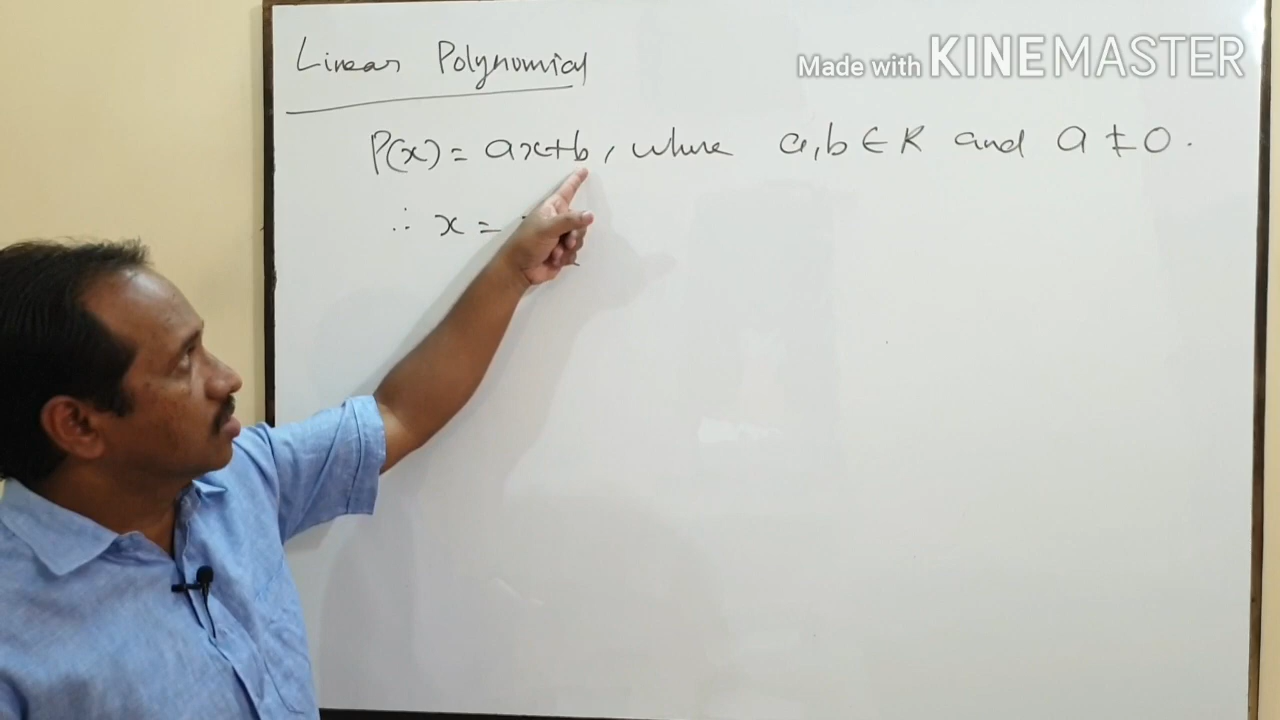 Linear Polynomial
Made with KINEMASTER
P(x) = ax+b, where a, b ∈ R and a ≠ 0.
∴ x =